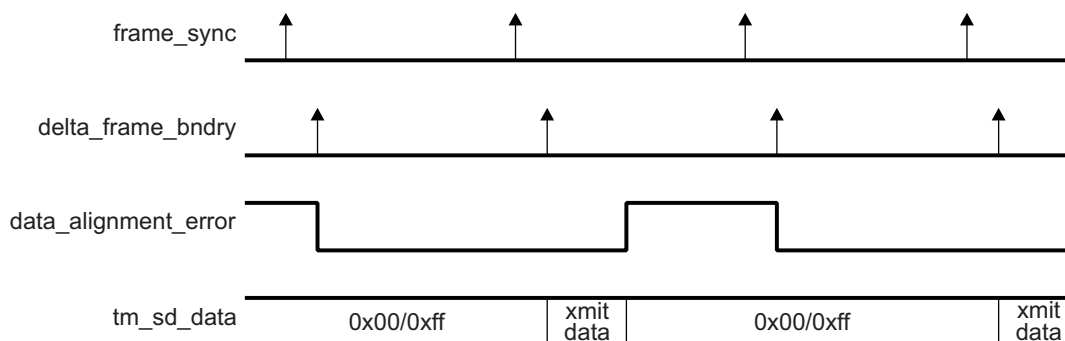 frame_sync
delta_frame_bndry
data_alignment_error
tm_sd_data
0x00/0xff
xmit
data
0x00/0xff
xmit
data